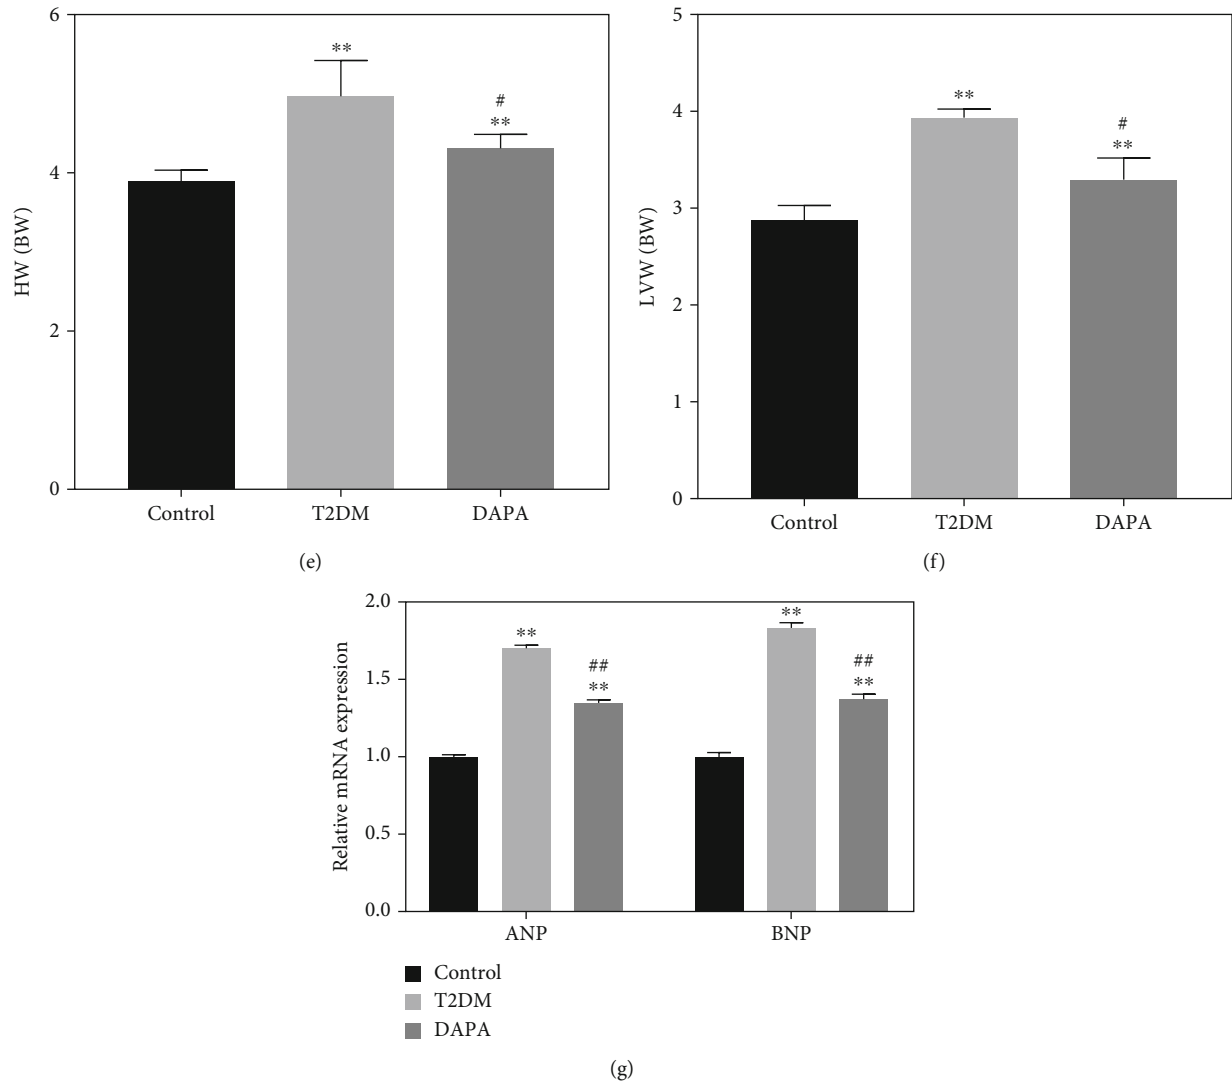 6
4
2
0
HW (BW)
**
#
**
Control
T2DM
DAPA
(e)
5
4
3
2
1
0
LVW (BW)
**
#
**
Control
T2DM
DAPA
(f)
2.0
1.5
1.0
0.5
0.0
Relative mRNA expression
**
##
**
**
##
**
ANP
BNP
Control
T2DM
DAPA
(g)